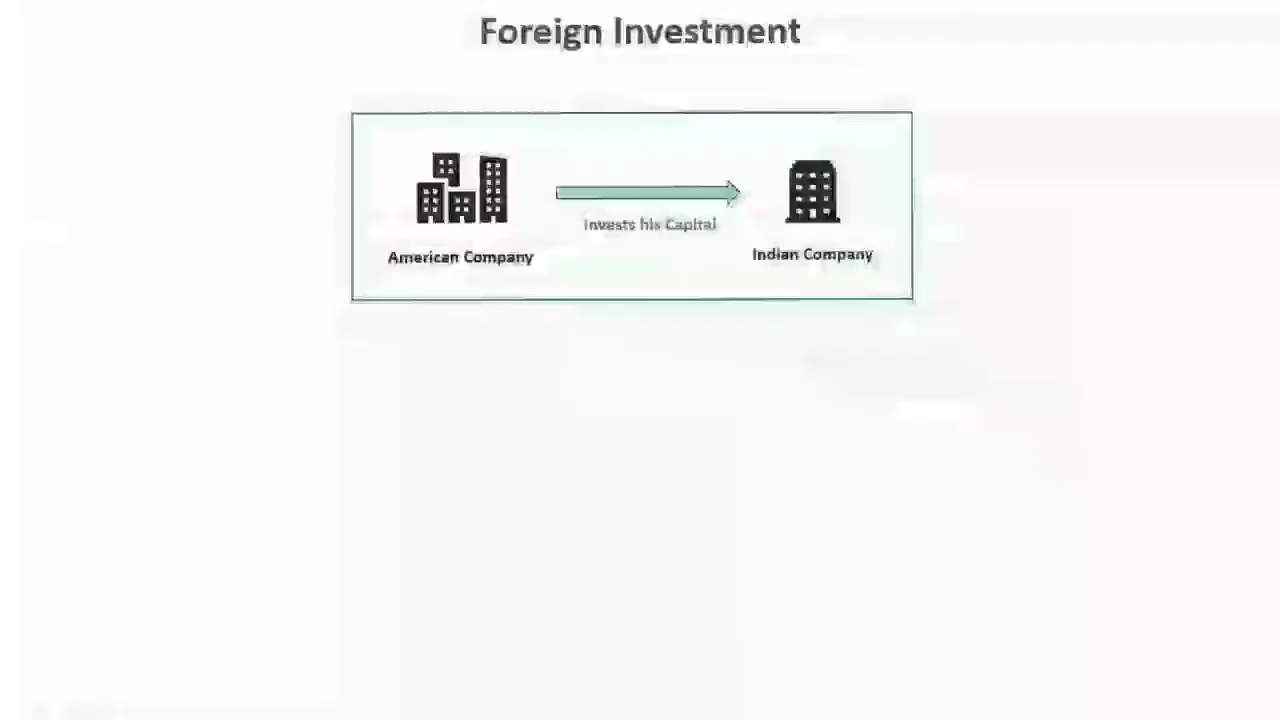 Foreign Investment
Invests his Capital
American Company
Indian Company